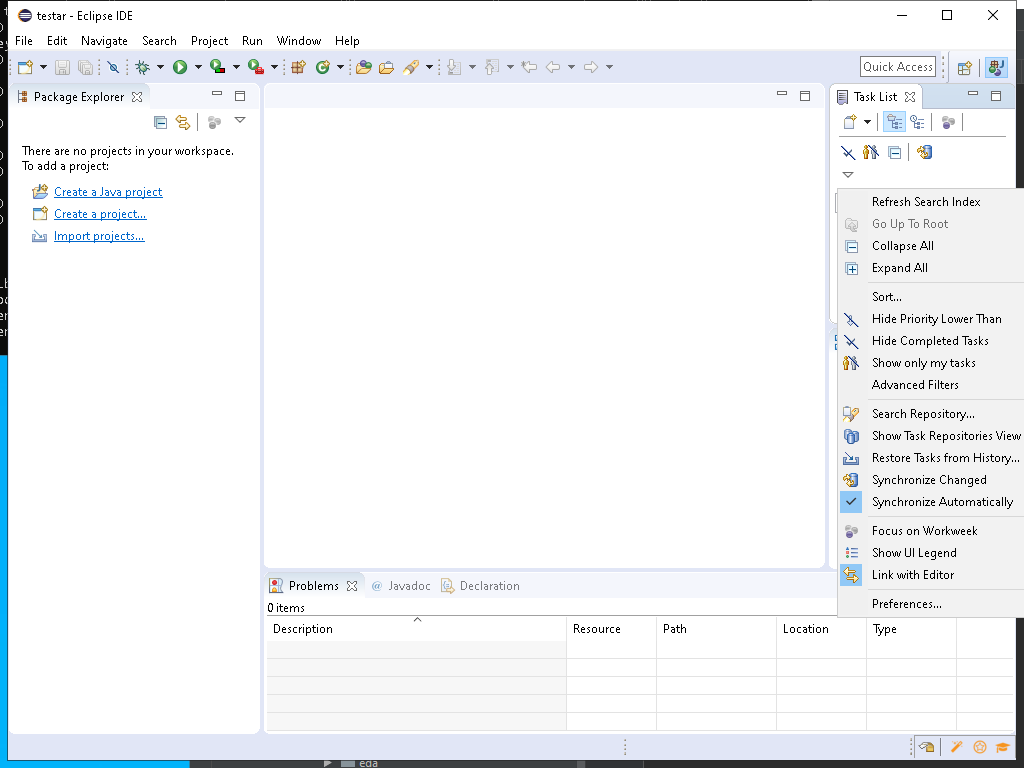 testar - Eclipse IDE
File Edit Navigate Search Project Run Window Help
Quick Access
Package Explorer
There are no projects in your workspace.
To add a project:
Create a Java project
Create a project...
Import projects...
Task List
Refresh Search Index
Go Up To Root
Collapse All
Expand All
Sort...
Hide Priority Lower Than
Hide Completed Tasks
Show only my tasks
Advanced Filters
Search Repository...
Show Task Repositories View
Restore Tasks from History...
Synchronize Changed
Synchronize Automatically
Focus on Workweek
Show UI Legend
Link with Editor
Preferences...
Problems @ Javadoc Declaration
0 items
Description Resource Path Location Type
eda